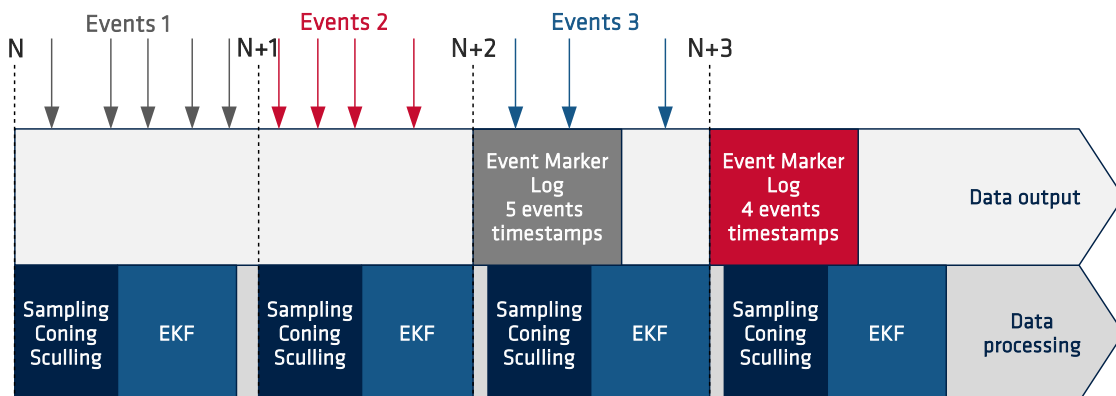 Events 1
Events 2
Events 3
N
N+1
N+2
N+3
Event Marker
Log
5 events
timestamps
Event Marker
Log
4 events
timestamps
Data output
Sampling
Coning
Sculling
EKF
Sampling
Coning
Sculling
EKF
Sampling
Coning
Sculling
EKF
Sampling
Coning
Sculling
EKF
Data
processing